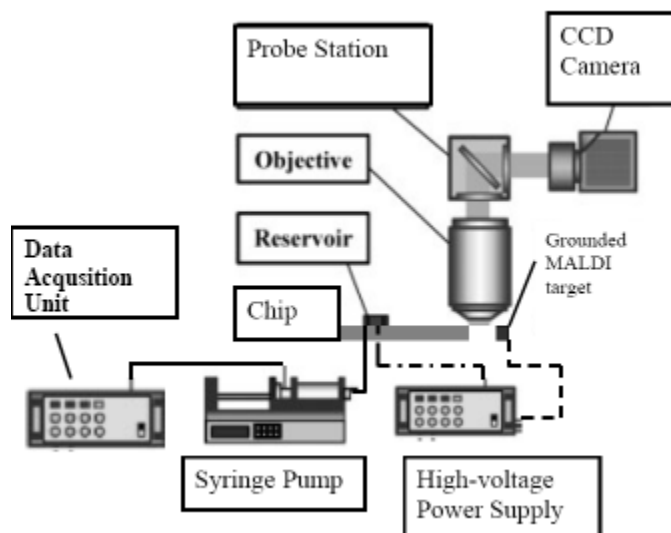 Probe Station
CCD
Camera
Objective
Reservoir
Grounded
MALDI
target
Data
Acqusition
Unit
Chip
Syringe Pump
High-voltage
Power Supply